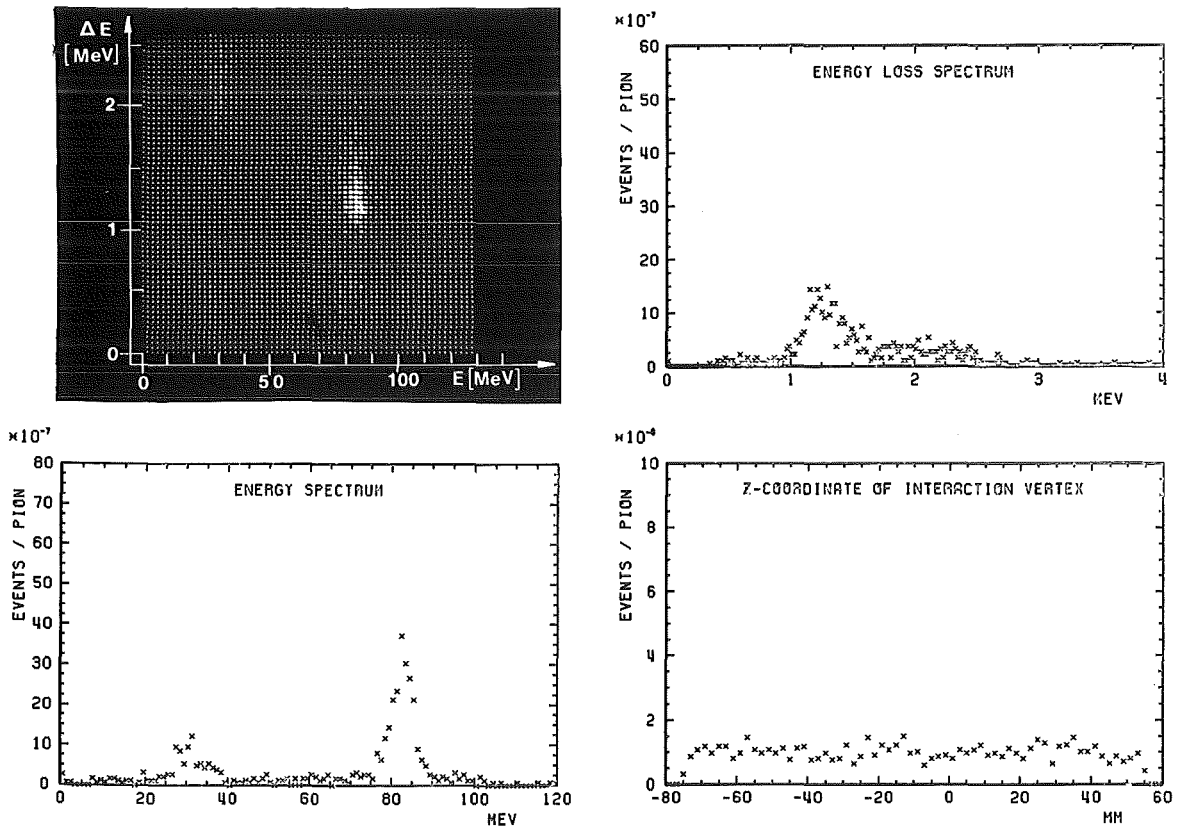 ΔE
[MeV]
2
1
0
0 50 100 E[MeV]
×10⁻⁷
60
50
40
30
20
10
0
EVENTS / PION
ENERGY LOSS SPECTRUM
0 1 2 3 4
MEV
×10⁻⁷
80
70
60
50
40
30
20
10
0
EVENTS / PION
ENERGY SPECTRUM
0 20 40 60 80 100 120
MEV
×10⁻⁶
10
8
6
4
2
0
EVENTS / PION
Z-COORDINATE OF INTERACTION VERTEX
-80 -60 -40 -20 0 20 40 60
MM